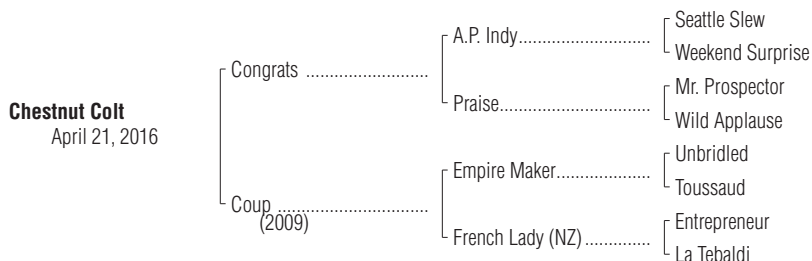 Seattle Slew
A.P. Indy
Weekend Surprise
Congrats
Mr. Prospector
Praise
Wild Applause
Chestnut Colt
April 21, 2016
Unbridled
Empire Maker
Toussaud
Coup
(2009)
Entrepreneur
French Lady (NZ)
La Tebaldi